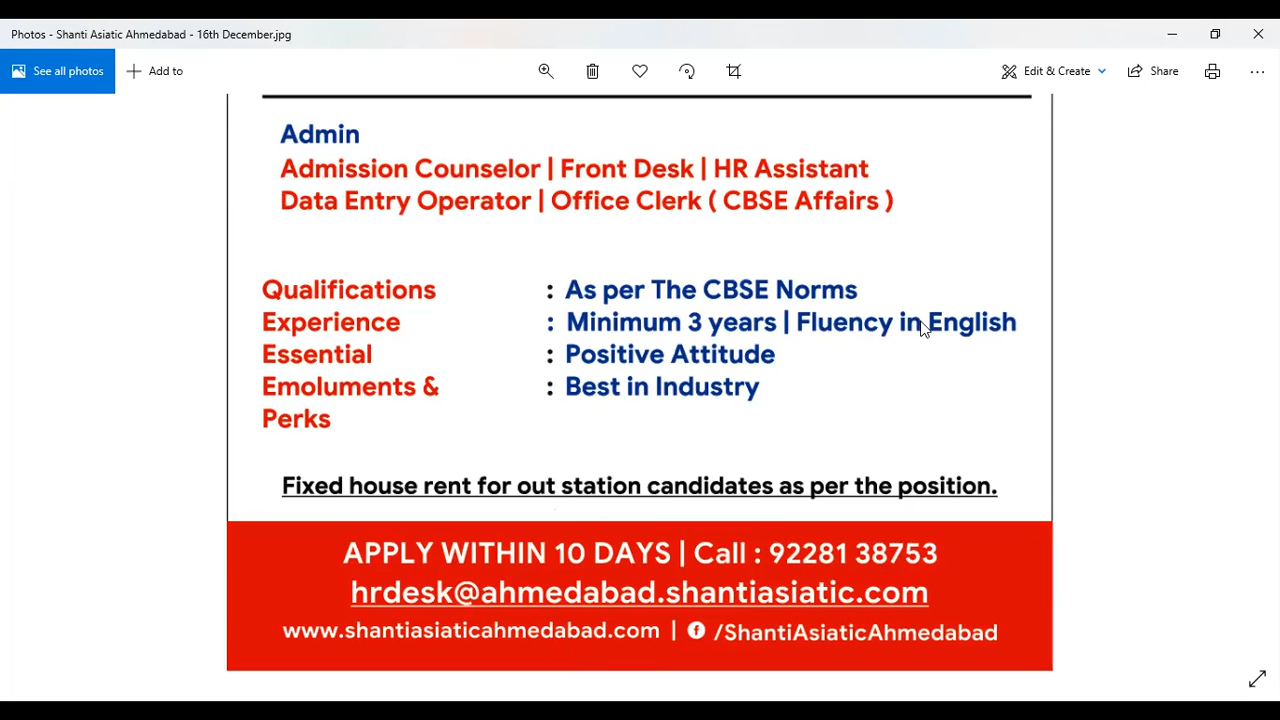 Photos - Shanti Asiatic Ahmedabad - 16th December.jpg
See all photos
Add to
Edit & Create
Share
Admin
Admission Counselor | Front Desk | HR Assistant
Data Entry Operator | Office Clerk ( CBSE Affairs )
Qualifications : As per The CBSE Norms
Experience : Minimum 3 years | Fluency in English
Essential : Positive Attitude
Emoluments & : Best in Industry
Perks
Fixed house rent for out station candidates as per the position.
APPLY WITHIN 10 DAYS | Call : 92281 38753
hrdesk@ahmedabad.shantiasiatic.com
www.shantiasiaticahmedabad.com | /ShantiAsiaticAhmedabad